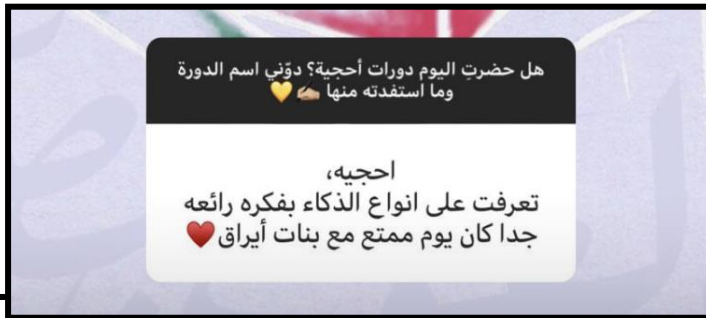 هل حضرتِ اليوم دورات أحجية؟ دوّني اسم الدورة
وما استفدته منها ✍🏼💛
احجيه،
تعرفت على انواع الذكاء بفكره رائعه
جدا كان يوم ممتع مع بنات أيراق♥️